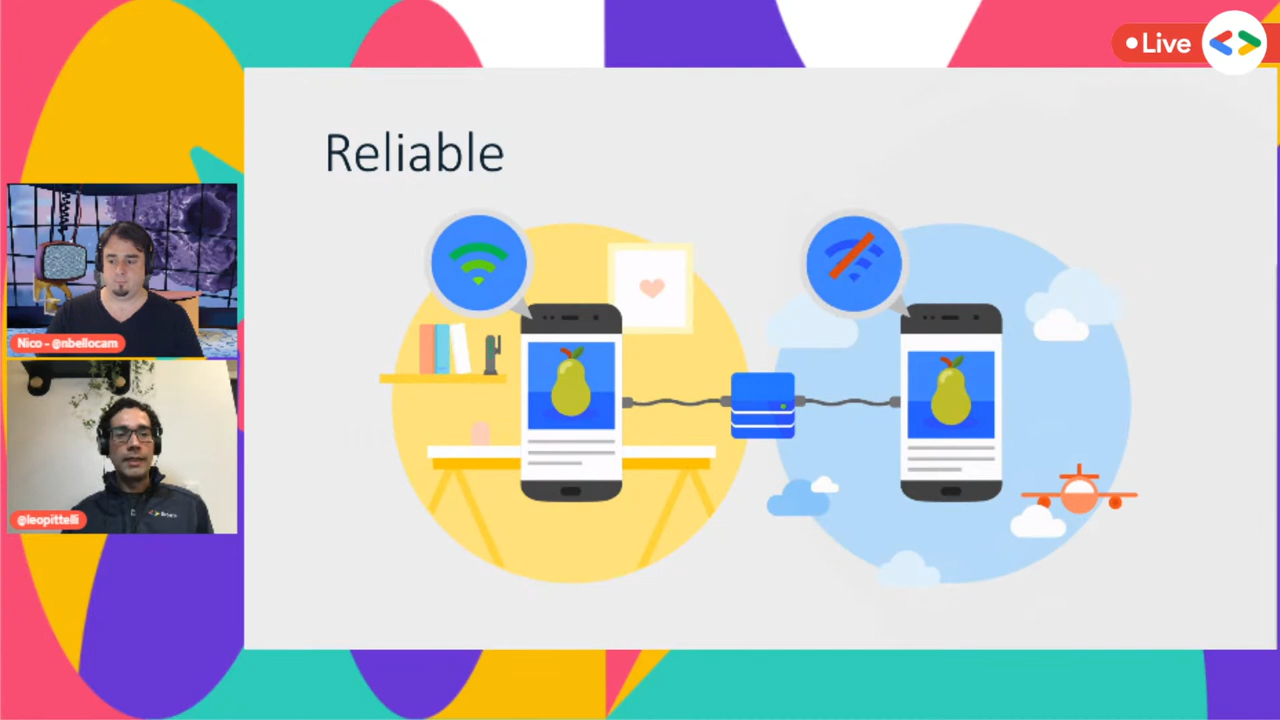 Live
Reliable
Nico - @nbellocam
@leopittelli